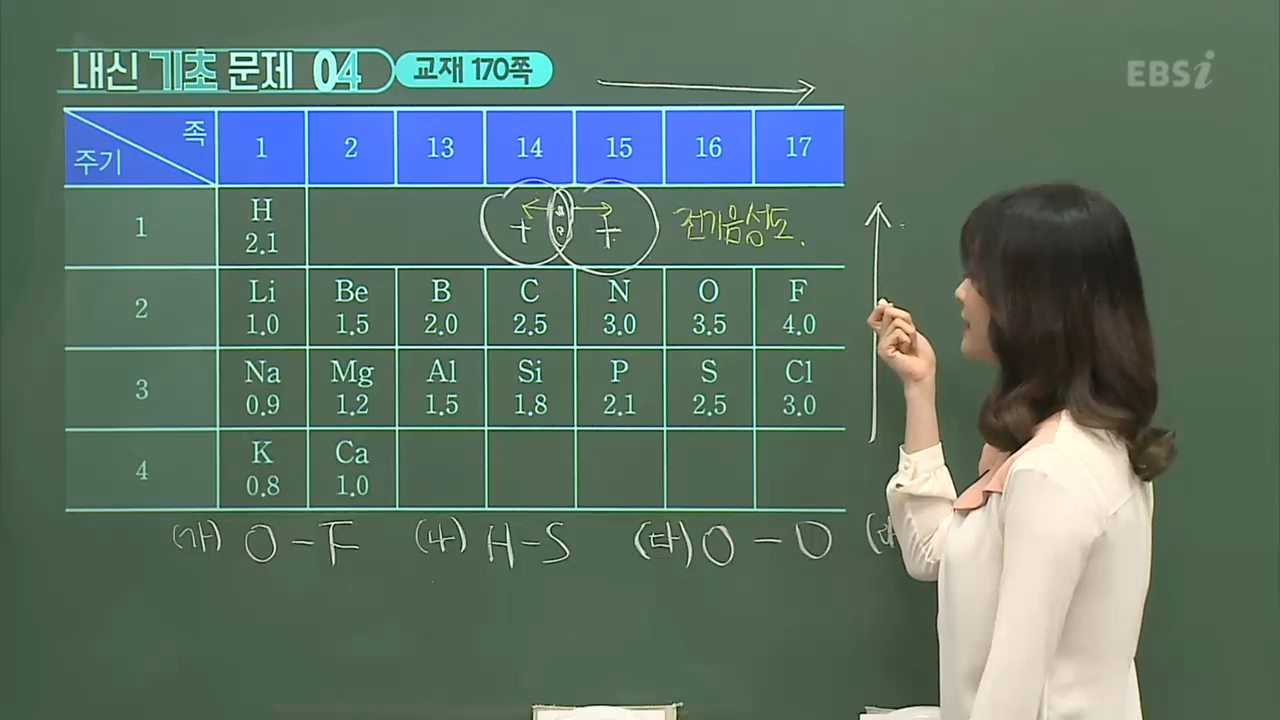 내신 기초 문제 04 교재 170쪽
EBSi
족 주기 1 2 13 14 15 16 17
1 H 2.1
+ +
전기음성도.
2 Li 1.0 Be 1.5 B 2.0 C 2.5 N 3.0 O 3.5 F 4.0
3 Na 0.9 Mg 1.2 Al 1.5 Si 1.8 P 2.1 S 2.5 Cl 3.0
4 K 0.8 Ca 1.0
(가) O-F (나) H-S (다) O-O